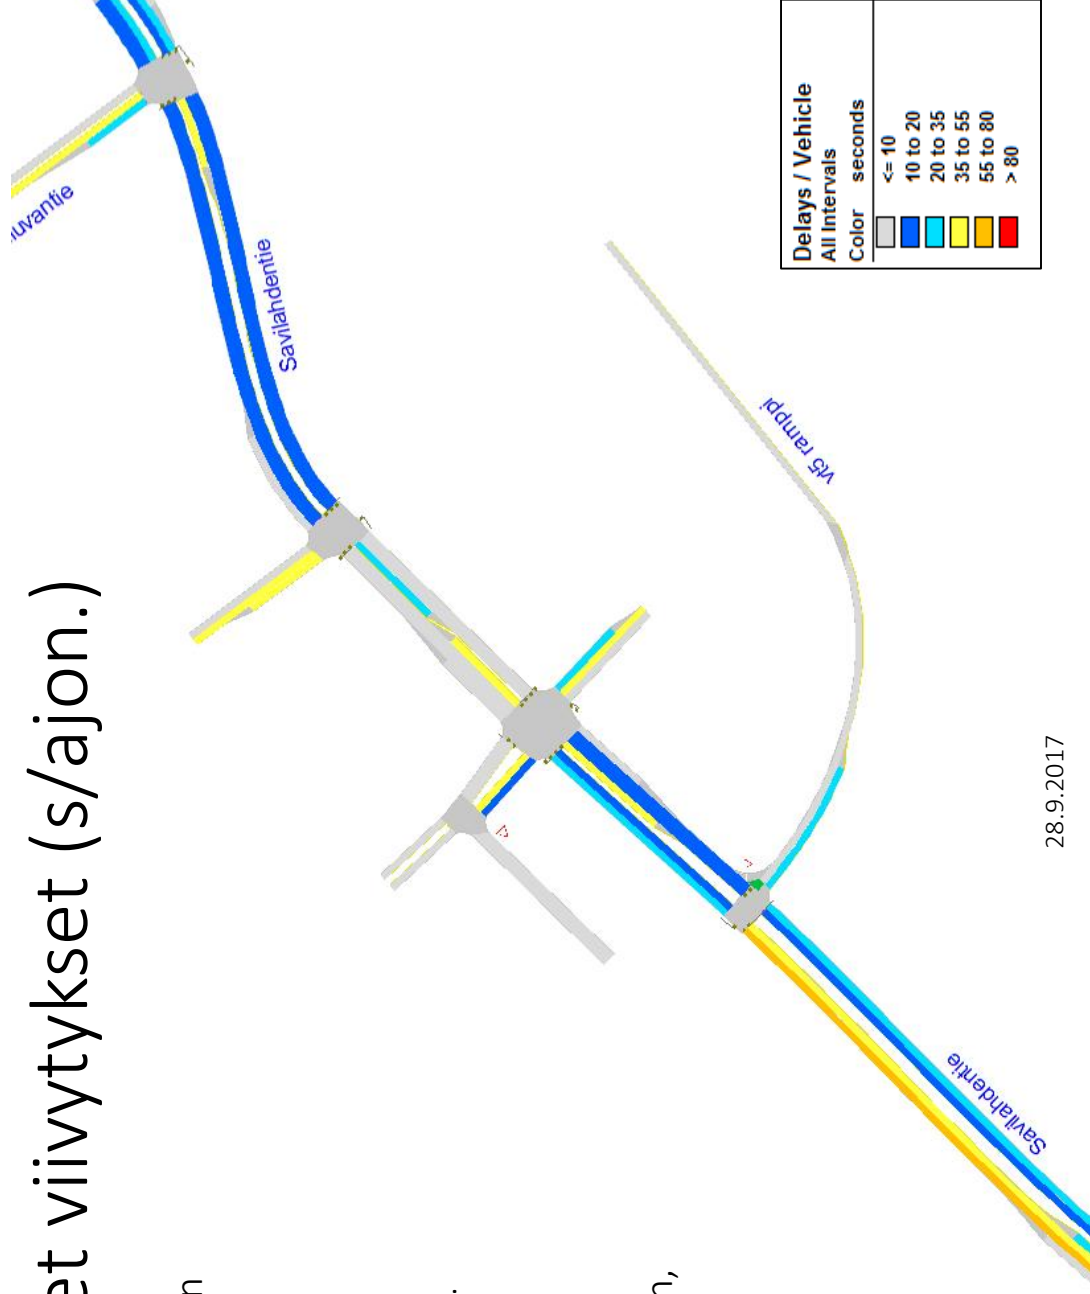 et viivytykset (s/ajon.)
n
n,
uvantie
Savilahdentie
vt5 ramppi
Savilahdentie
Delays / Vehicle
All Intervals
Color seconds
<= 10
10 to 20
20 to 35
35 to 55
55 to 80
> 80
28.9.2017